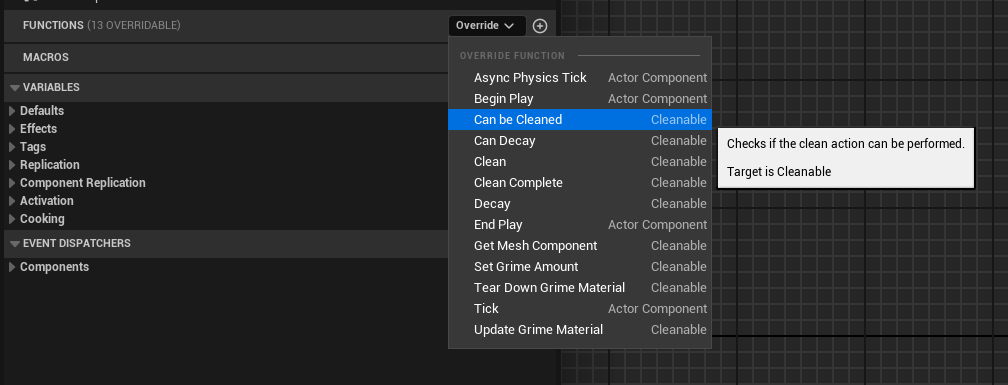 FUNCTIONS (13 OVERRIDABLE)
Override
MACROS
VARIABLES
Defaults
Effects
Tags
Replication
Component Replication
Activation
Cooking
EVENT DISPATCHERS
Components
OVERRIDE FUNCTION
Async Physics Tick Actor Component
Begin Play Actor Component
Can be Cleaned Cleanable
Can Decay Cleanable
Clean Cleanable
Clean Complete Cleanable
Decay Cleanable
End Play Actor Component
Get Mesh Component Cleanable
Set Grime Amount Cleanable
Tear Down Grime Material Cleanable
Tick Actor Component
Update Grime Material Cleanable
Checks if the clean action can be performed.
Target is Cleanable